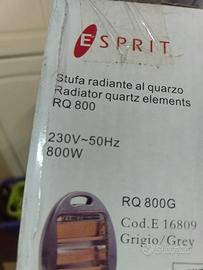 ESPRIT
Stufa radiante al quarzo
Radiator quartz elements
RQ 800
230V~50Hz
800W
RQ 800G
Cod.E 16809
Grigio/Grey